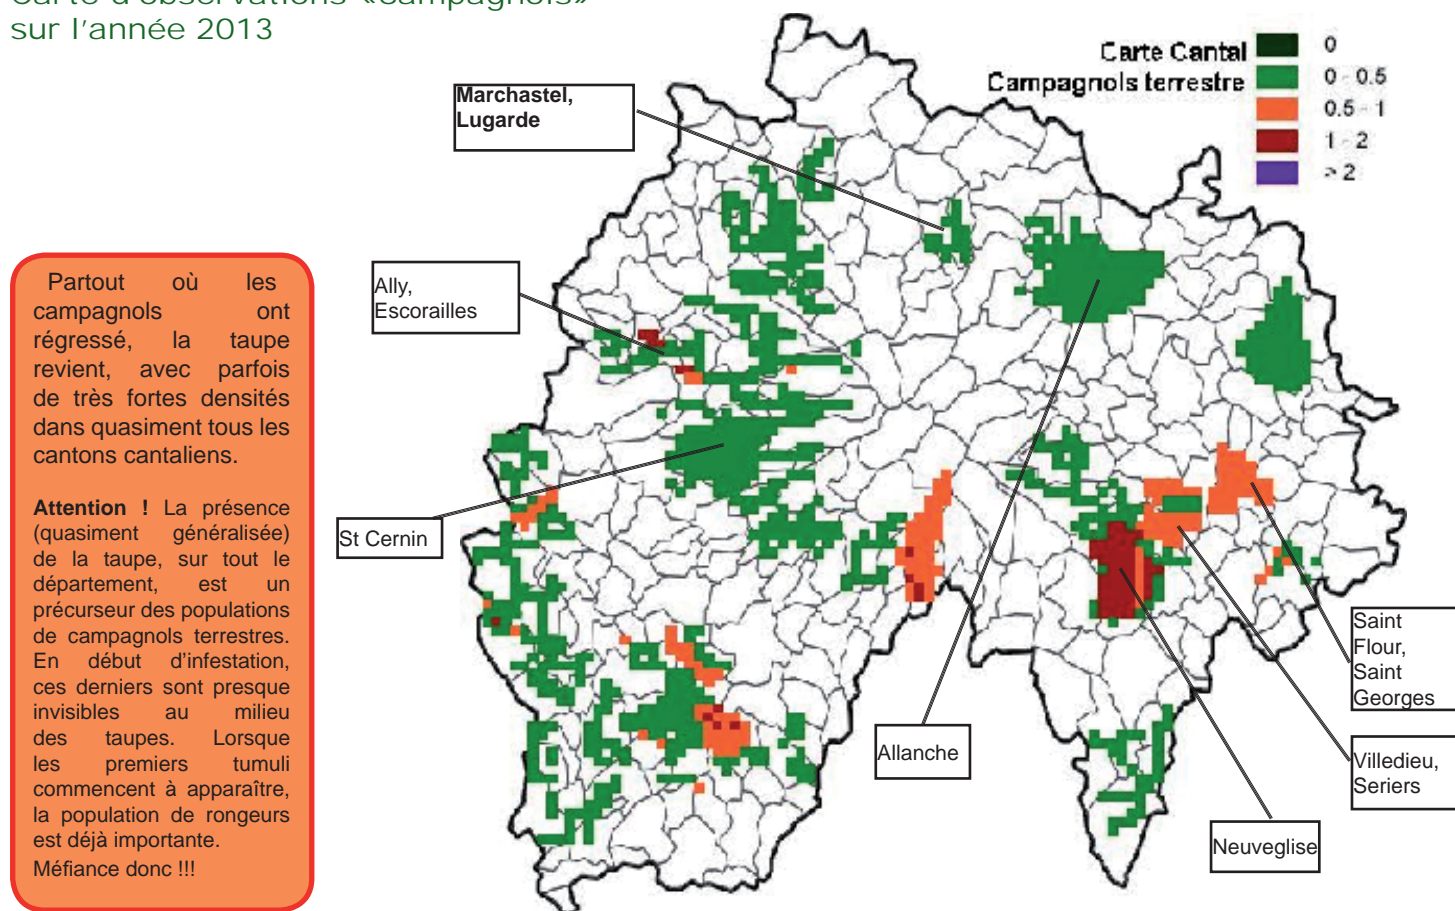 Carte d'observations «campagnols»
sur l'année 2013
Carte Cantal
Campagnols terrestre
0
0 - 0.5
0.5 - 1
1 - 2
> 2
Marchastel,
Lugarde
Ally,
Escorailles
St Cernin
Allanche
Saint
Flour,
Saint
Georges
Villedieu,
Seriers
Neuveglise
Partout où les
campagnols ont
régressé, la taupe
revient, avec parfois
de très fortes densités
dans quasiment tous les
cantons cantaliens.
Attention ! La présence
(quasiment généralisée)
de la taupe, sur tout le
département, est un
précurseur des populations
de campagnols terrestres.
En début d'infestation,
ces derniers sont presque
invisibles au milieu
des taupes. Lorsque
les premiers tumuli
commencent à apparaître,
la population de rongeurs
est déjà importante.
Méfiance donc !!!